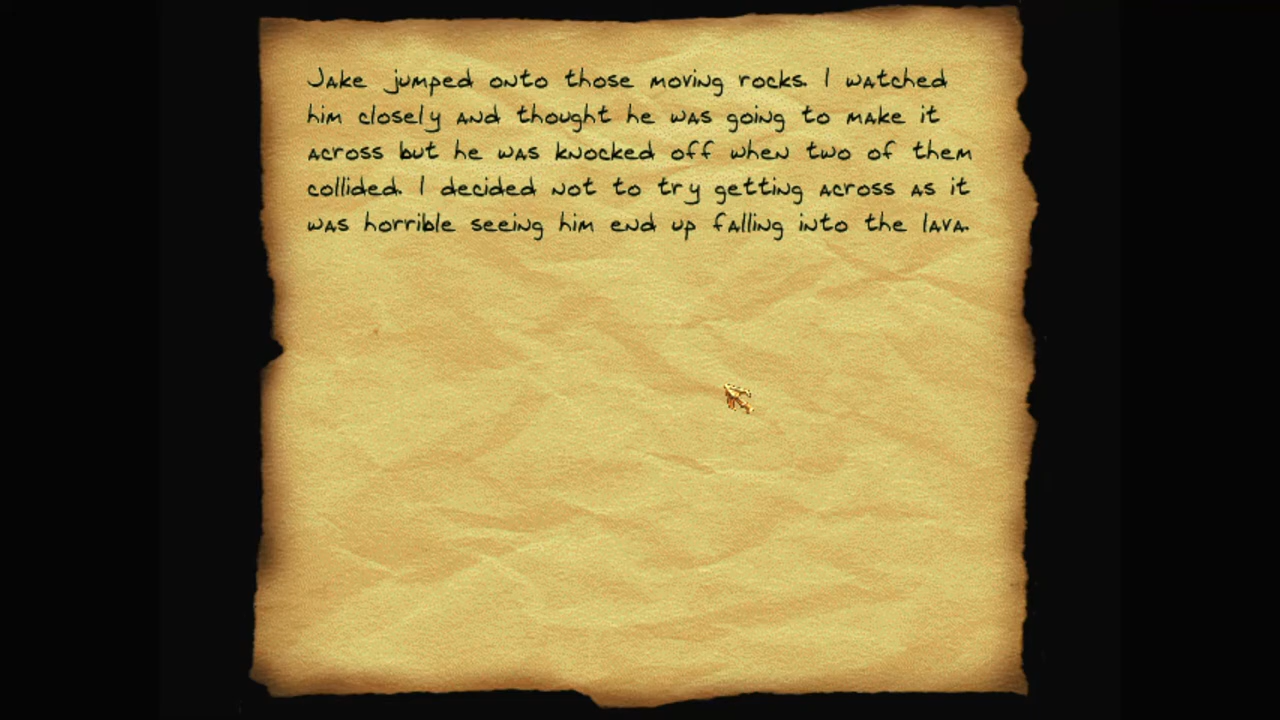 Jake jumped onto those moving rocks. I watched
him closely and thought he was going to make it
across but he was knocked off when two of them
collided. I decided not to try getting across as it
was horrible seeing him end up falling into the lava.